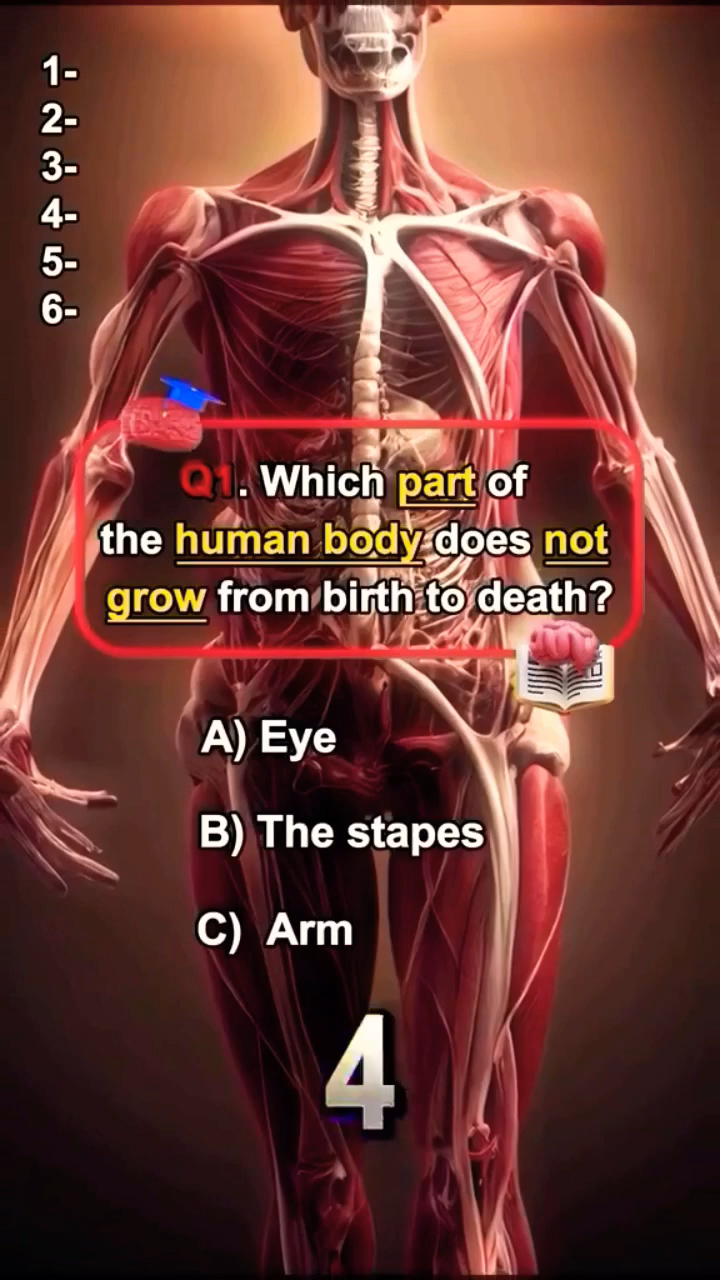 1-
2-
3-
4-
5-
6-
Q1. Which part of
the human body does not
grow from birth to death?
A) Eye
B) The stapes
C) Arm
4